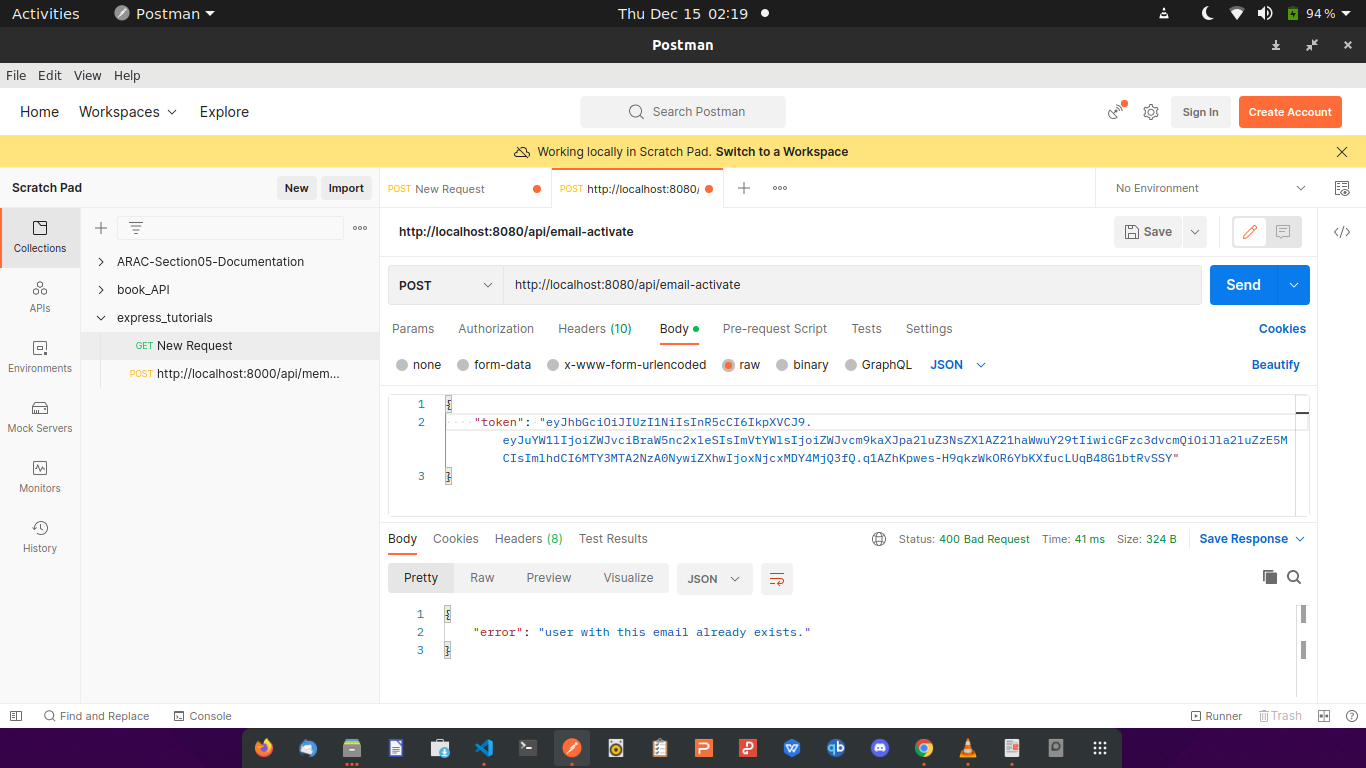 Activities Postman Thu Dec 15 02:19 94%
Postman
File Edit View Help
Home Workspaces Explore Search Postman Sign In Create Account
Working locally in Scratch Pad. Switch to a Workspace
Scratch Pad New Import POST New Request POST http://localhost:8080/ No Environment
Collections
APIs
Environments
Mock Servers
Monitors
History
ARAC-Section05-Documentation
book_API
express_tutorials
GET New Request
POST http://localhost:8000/api/mem...
http://localhost:8080/api/email-activate Save
POST http://localhost:8080/api/email-activate Send
Params Authorization Headers (10) Body Pre-request Script Tests Settings Cookies
none form-data x-www-form-urlencoded raw binary GraphQL JSON Beautify
1 {
2 "token": "eyJhbGciOiJIUzI1NiIsInR5cCI6IkpXVCJ9.
eyJuYW1lIjoiZWJvciBraW5nc2xleSIsImVtYWlsIjoiZWJvcm9kaXJpa2luZ3NsZXlAZ21haWwuY29tIiwicGFzc3dvcmQiOiJla2luZzE5M
CIsImlhdCI6MTY3MTA2NzA0NywiZXhwIjoxNjcxMDY4MjQ3fQ.q1AZhKpwes-H9qkzWkOR6YbKXfucLUqB48G1btRvSSY"
3 }
Body Cookies Headers (8) Test Results Status: 400 Bad Request Time: 41 ms Size: 324 B Save Response
Pretty Raw Preview Visualize JSON
1 {
2 "error": "user with this email already exists."
3 }
Find and Replace Console Runner Trash